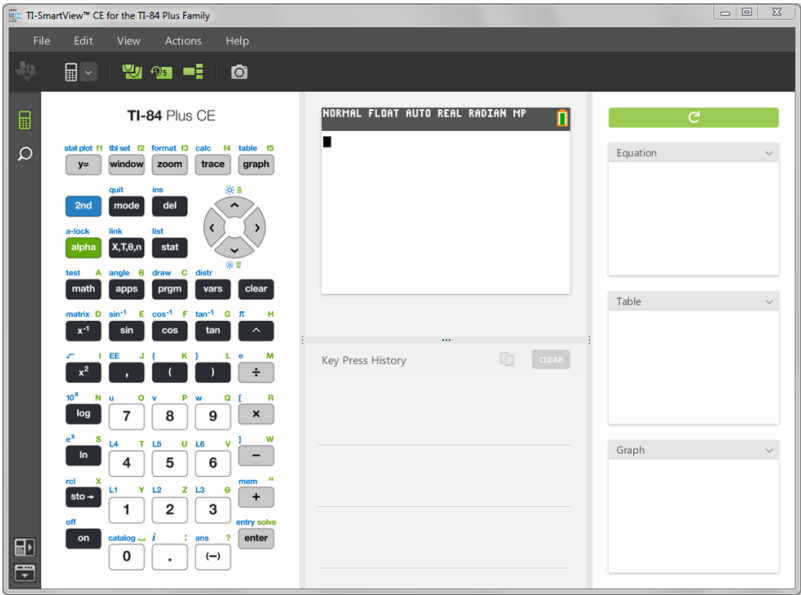 TI-SmartView™ CE for the TI-84 Plus Family
File Edit View Actions Help
TI-84 Plus CE
NORMAL FLOAT AUTO REAL RADIAN MP
stat plot f1 tbl set f2 format f3 calc f4 table f5
y= window zoom trace graph
quit ins
2nd mode del
a-lock link list
alpha X,T,θ,n stat
test A angle B draw C distr
math apps prgm vars clear
matrix D sin⁻¹ E cos⁻¹ F tan⁻¹ G π H
x⁻¹ sin cos tan ^
√ I EE J { K } L e M
x² , ( ) ÷
10ˣ N u O v P w Q [ R
log 7 8 9 ×
eˣ S L4 T L5 U L6 V ] W
ln 4 5 6 −
rcl X L1 Y L2 Z L3 θ mem “
sto→ 1 2 3 +
off catalog i : ans ? entry solve
on 0 . (−) enter
Key Press History CLEAR
Equation
Table
Graph